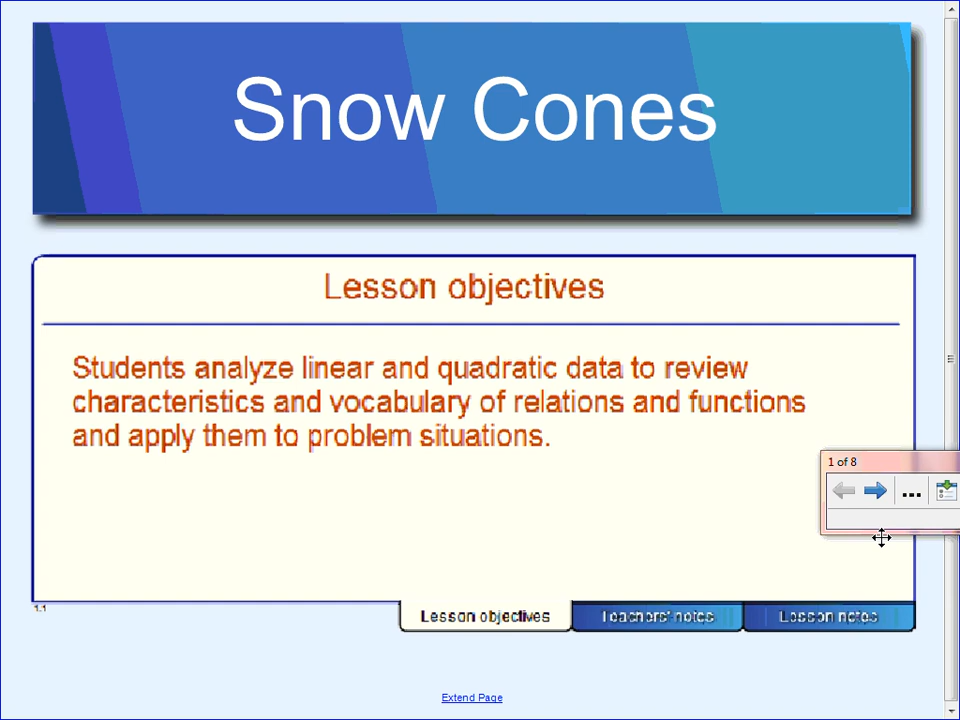 Snow Cones
Lesson objectives
Students analyze linear and quadratic data to review
characteristics and vocabulary of relations and functions
and apply them to problem situations.
1 of 8
1.1
Lesson objectives
Teachers' notes
Lesson notes
Extend Page